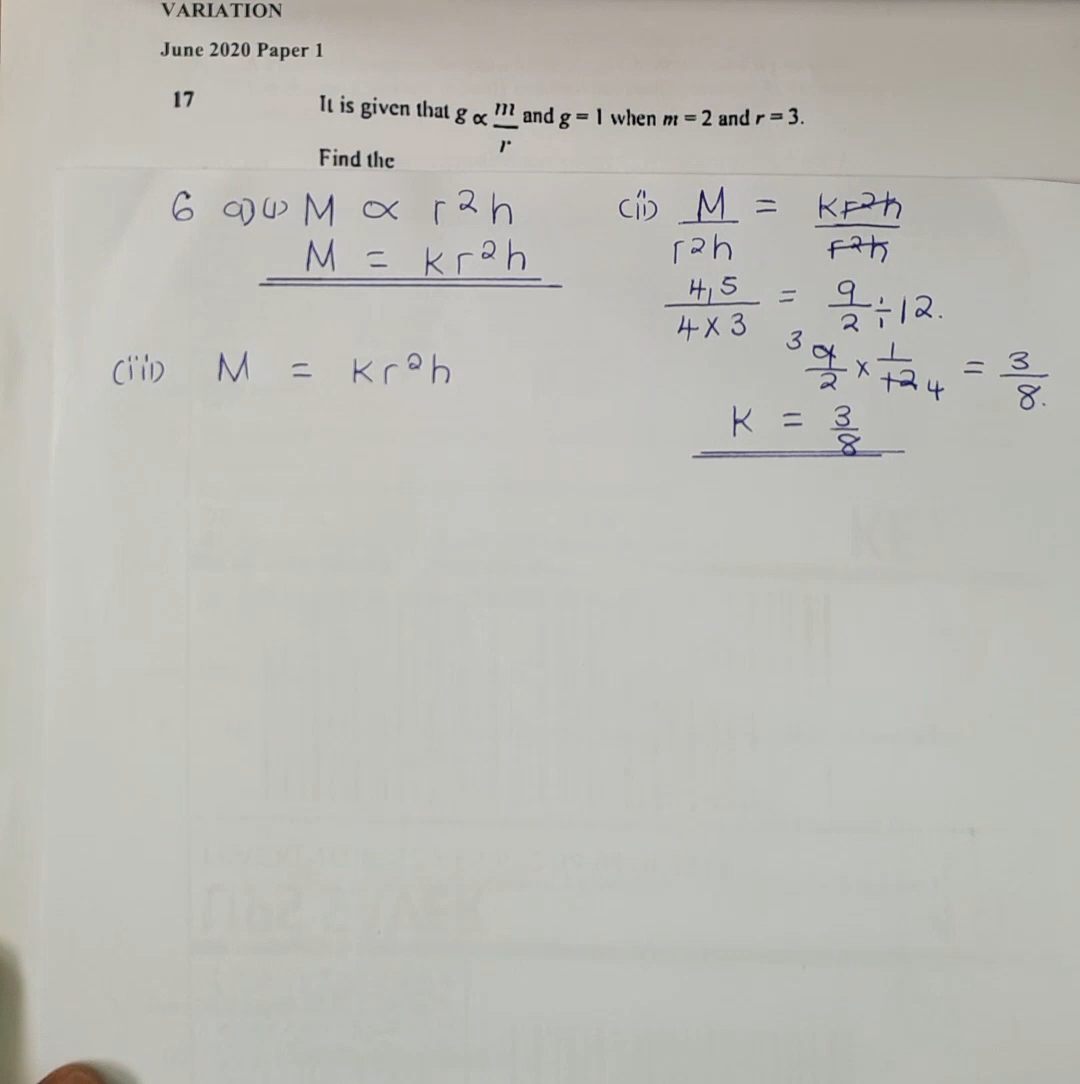 VARIATION
June 2020 Paper 1
17 It is given that g ∝ m/r and g = 1 when m = 2 and r = 3.
Find the
6 a)(i) M ∝ r²h
M = kr²h
(ii) M/r²h = kr²h/r²h
4,5/4×3 = 9/2 ÷ 12.
3 9/2 × 1/12 4 = 3/8.
K = 3/8
(iii) M = kr²h